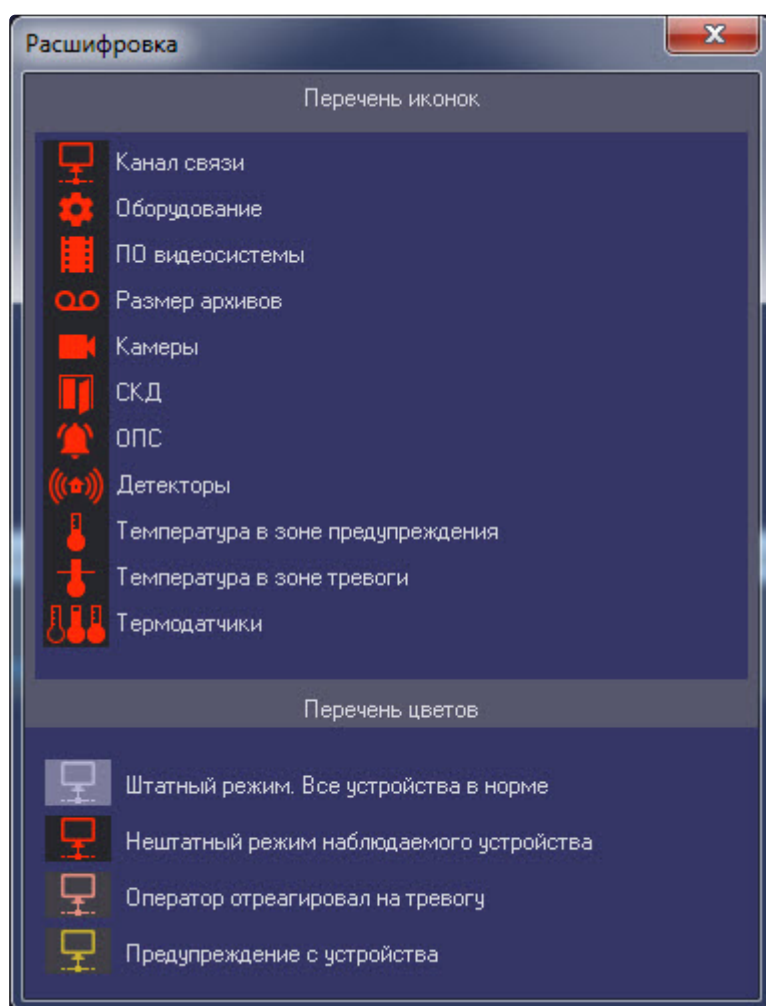 Расшифровка
Перечень иконок
Канал связи
Оборудование
ПО видеосистемы
Размер архивов
Камеры
СКД
ОПС
Детекторы
Температура в зоне предупреждения
Температура в зоне тревоги
Термодатчики
Перечень цветов
Штатный режим. Все устройства в норме
Нештатный режим наблюдаемого устройства
Оператор отреагировал на тревогу
Предупреждение с устройства